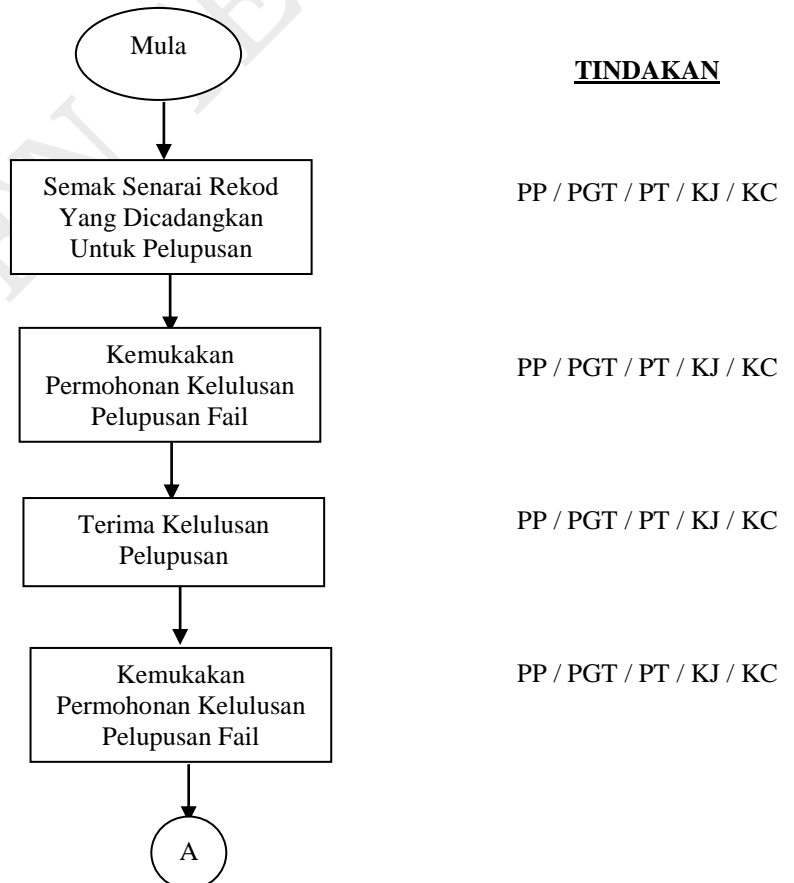 Mula
TINDAKAN
Semak Senarai Rekod
Yang Dicadangkan
Untuk Pelupusan
PP / PGT / PT / KJ / KC
Kemukakan
Permohonan Kelulusan
Pelupusan Fail
PP / PGT / PT / KJ / KC
Terima Kelulusan
Pelupusan
PP / PGT / PT / KJ / KC
Kemukakan
Permohonan Kelulusan
Pelupusan Fail
PP / PGT / PT / KJ / KC
A